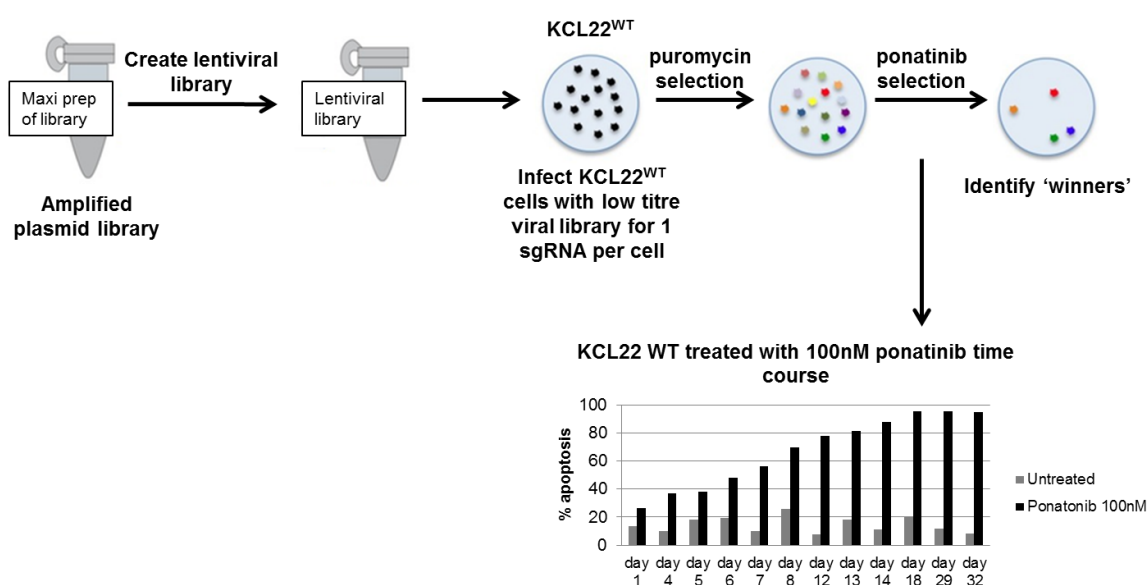 Maxi prep
of library
Amplified
plasmid library
Create lentiviral
library
Lentiviral
library
KCL22WT
Infect KCL22WT
cells with low titre
viral library for 1
sgRNA per cell
puromycin
selection
ponatinib
selection
Identify ‘winners’
KCL22 WT treated with 100nM ponatinib time
course
% apoptosis
100
80
60
40
20
0
day day day day day day day day day day day day
1 4 5 6 7 8 12 13 14 18 29 32
Untreated
Ponatonib 100nM